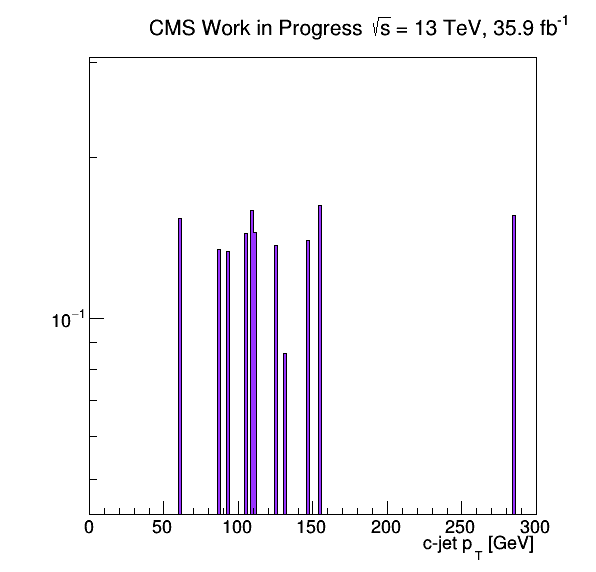 CMS Work in Progress √s = 13 TeV, 35.9 fb⁻¹
10⁻¹
0 50 100 150 200 250 300
c-jet p_T [GeV]